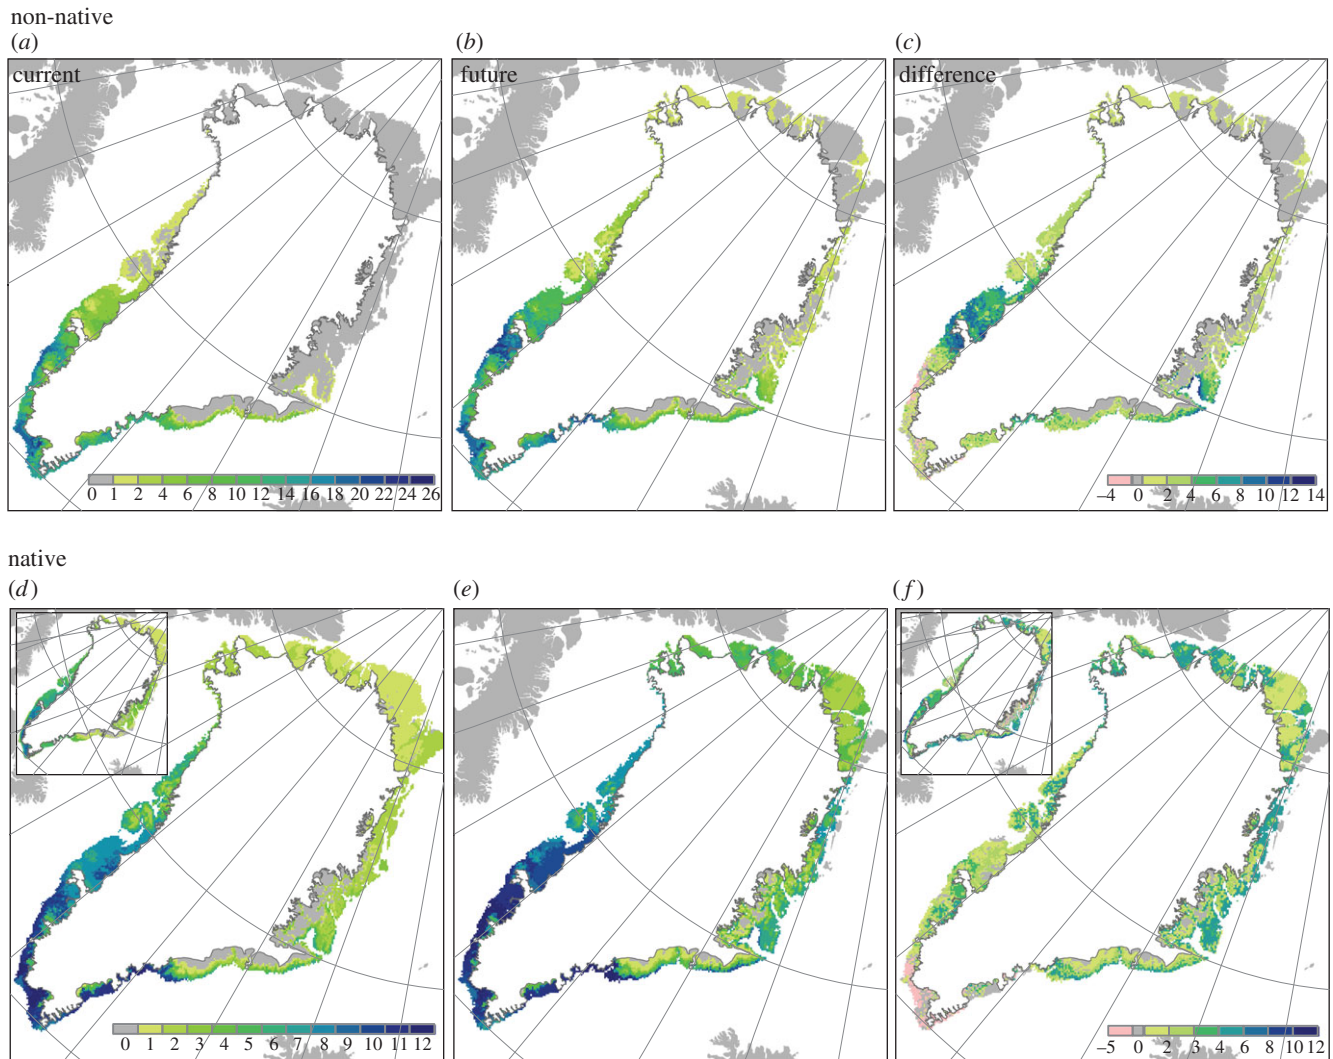 non-native
(a)
(b)
(c)
current
future
difference
0 1 2 4 6 8 10 12 14 16 18 20 22 24 26
−4 0 2 4 6 8 10 12 14
native
(d)
(e)
(f)
0 1 2 3 4 5 6 7 8 9 10 11 12
−5 0 2 3 4 6 8 10 12